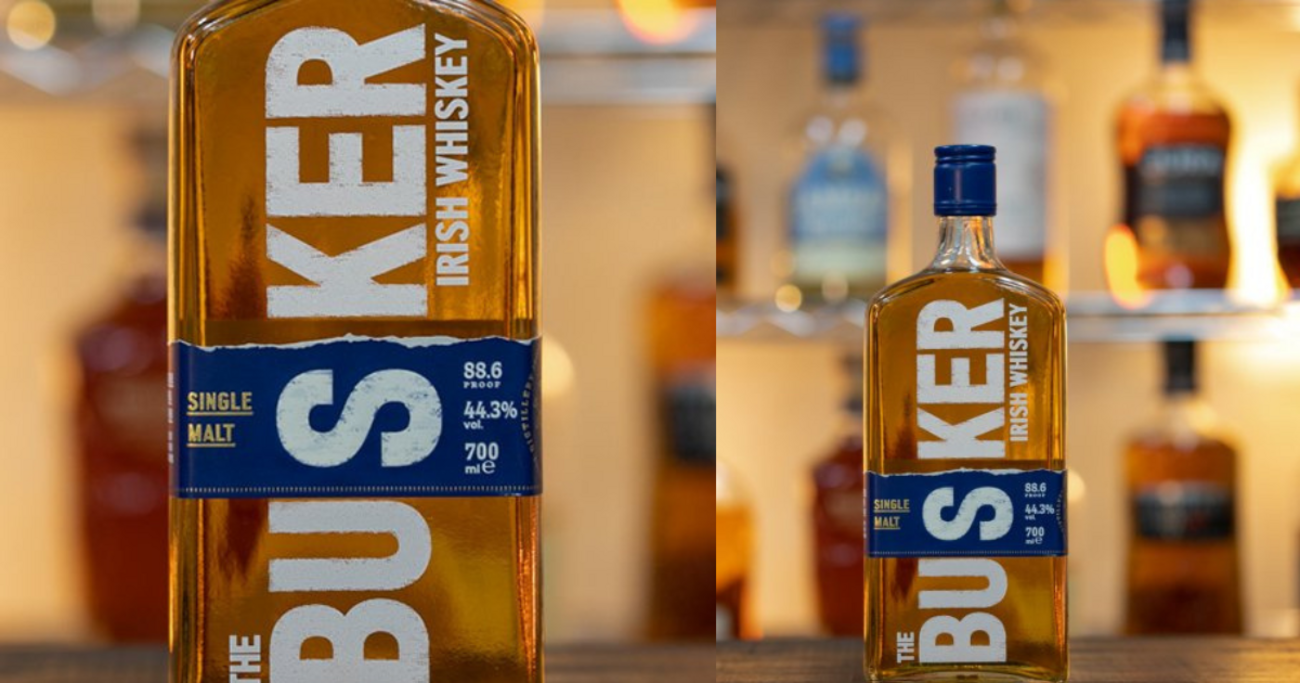 THE BUSKER
IRISH WHISKEY
SINGLE
MALT
88.6
PROOF
44.3%
vol.
700
ml℮
THE BUSKER
IRISH WHISKEY
SINGLE
MALT
88.6
PROOF
44.3%
vol.
700
ml℮